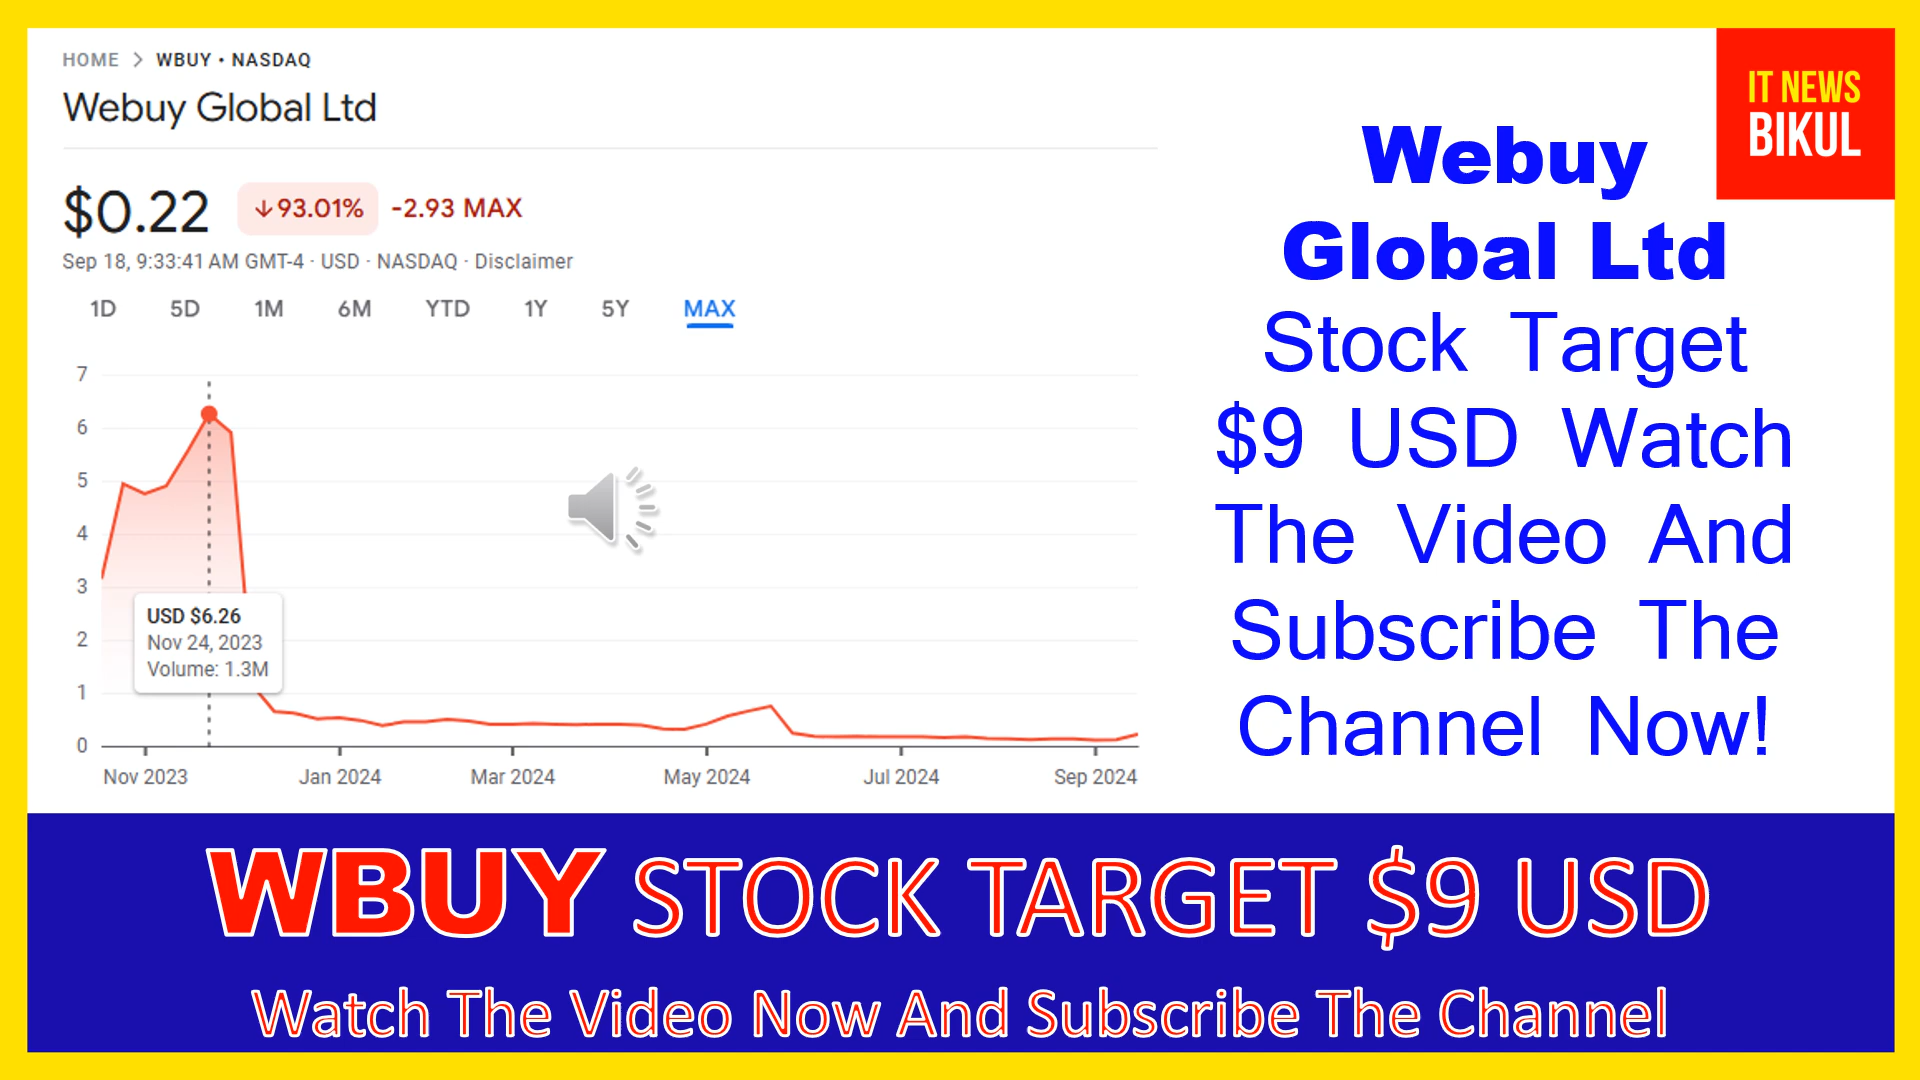 HOME > WBUY • NASDAQ
Webuy Global Ltd
$0.22 ↓93.01% -2.93 MAX
Sep 18, 9:33:41 AM GMT-4 · USD · NASDAQ · Disclaimer
1D 5D 1M 6M YTD 1Y 5Y MAX
7
6
5
4
3
2
1
0
USD $6.26
Nov 24, 2023
Volume: 1.3M
Nov 2023 Jan 2024 Mar 2024 May 2024 Jul 2024 Sep 2024
IT NEWS
BIKUL
Webuy
Global Ltd
Stock Target
$9 USD Watch
The Video And
Subscribe The
Channel Now!
WBUY STOCK TARGET $9 USD
Watch The Video Now And Subscribe The Channel